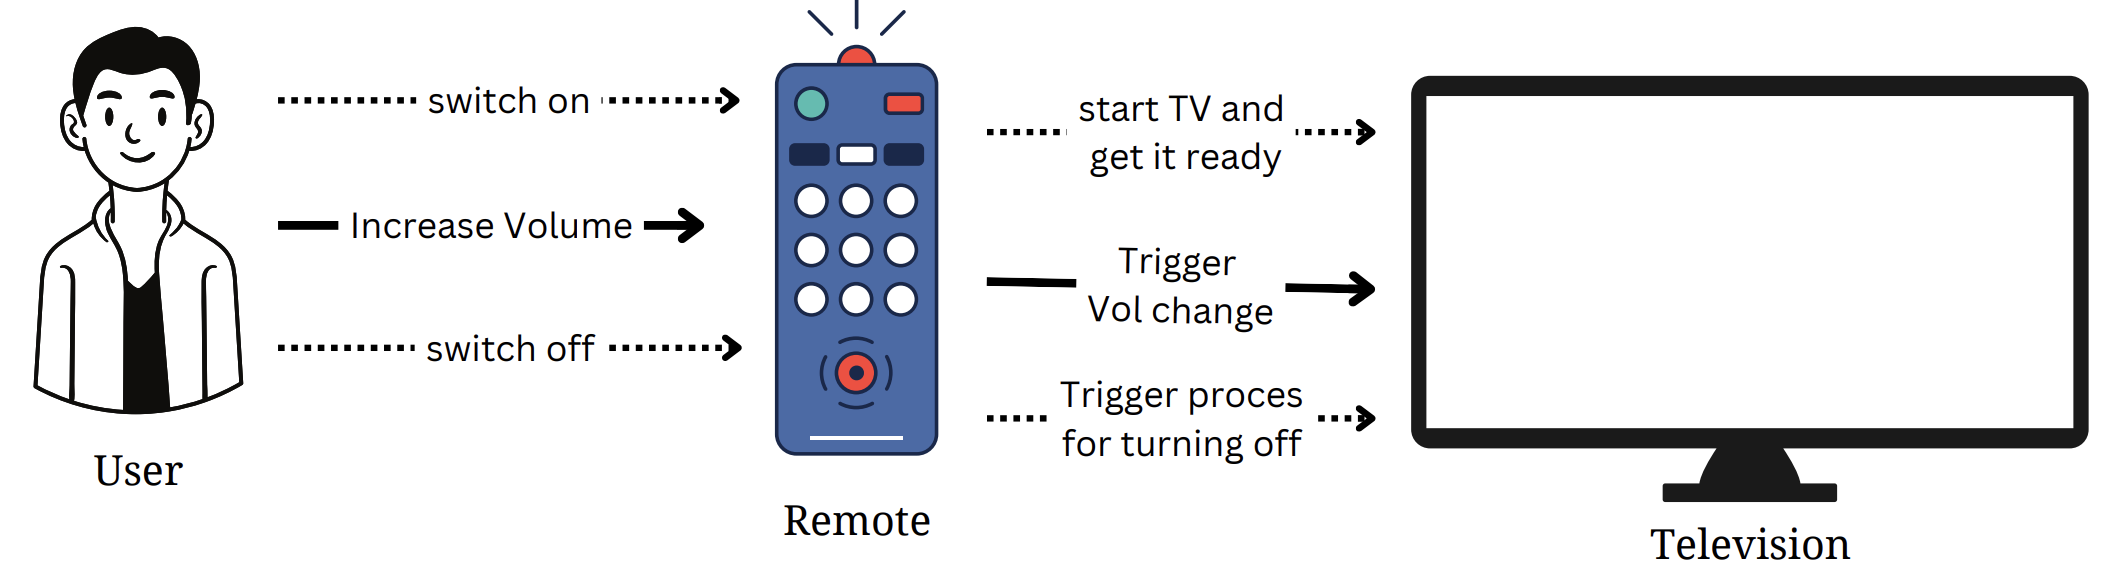 switch on
Increase Volume
switch off
User
Remote
start TV and
get it ready
Trigger
Vol change
Trigger proces
for turning off
Television